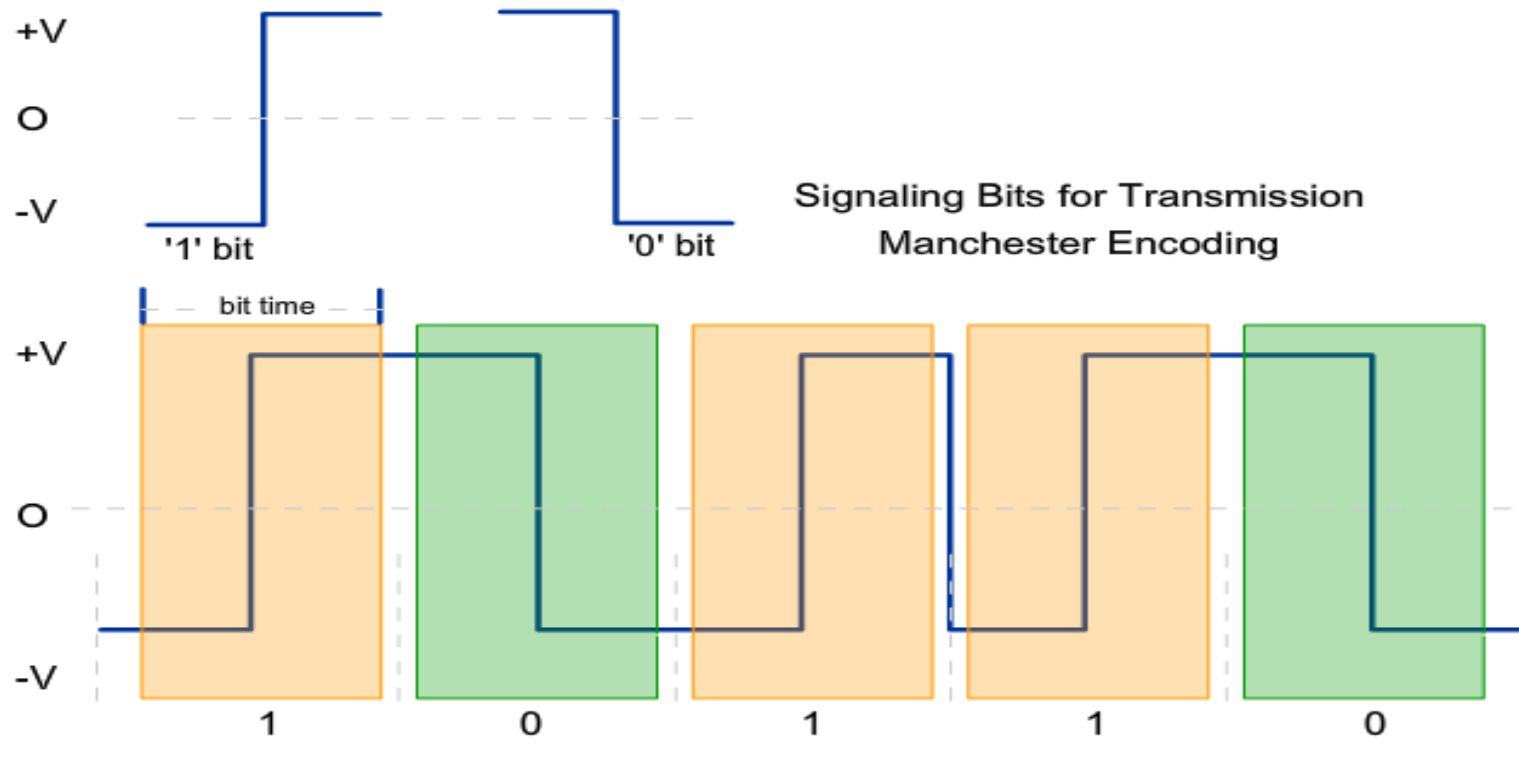 +V
O
-V
'1' bit
'0' bit
Signaling Bits for Transmission
Manchester Encoding
bit time
+V
O
-V
1 0 1 1 0